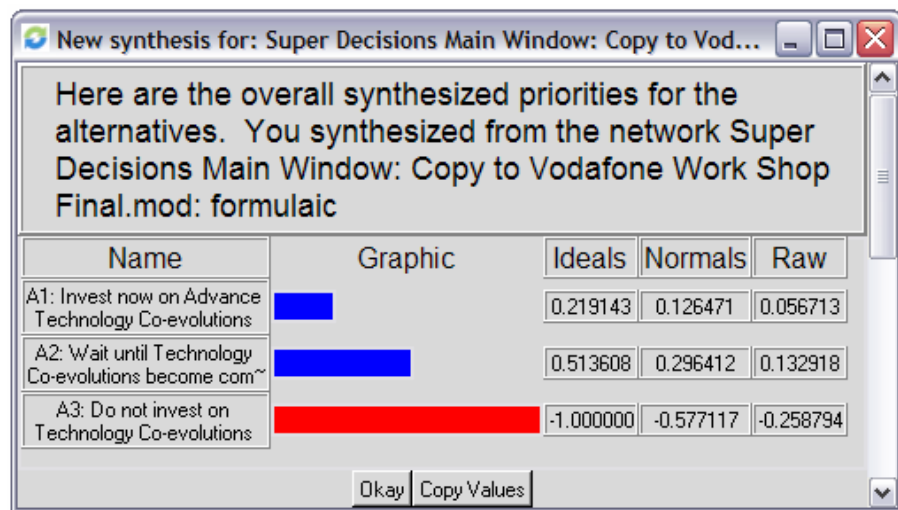 New synthesis for: Super Decisions Main Window: Copy to Vod...
Here are the overall synthesized priorities for the
alternatives. You synthesized from the network Super
Decisions Main Window: Copy to Vodafone Work Shop
Final.mod: formulaic
Name Graphic Ideals Normals Raw
A1: Invest now on Advance
Technology Co-evolutions
0.219143 0.126471 0.056713
A2: Wait until Technology
Co-evolutions become com~
0.513608 0.296412 0.132918
A3: Do not invest on
Technology Co-evolutions
-1.000000 -0.577117 -0.258794
Okay Copy Values